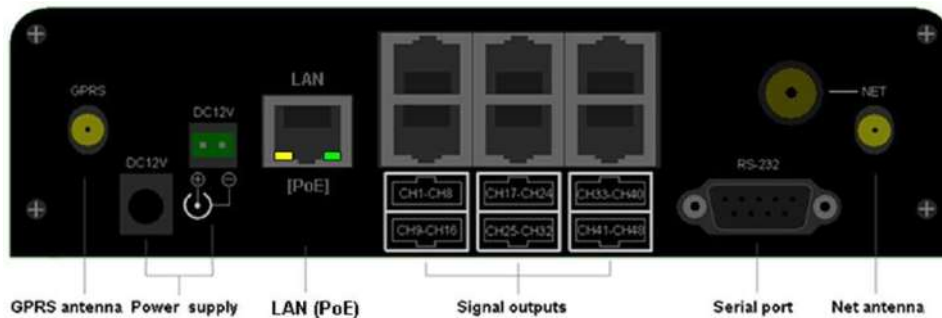 GPRS
DC12V
DC12V
LAN
[PoE]
CH1-CH8
CH17-CH24
CH33-CH40
CH9-CH16
CH25-CH32
CH41-CH48
NET
RS-232
GPRS antenna
Power supply
LAN (PoE)
Signal outputs
Serial port
Net antenna